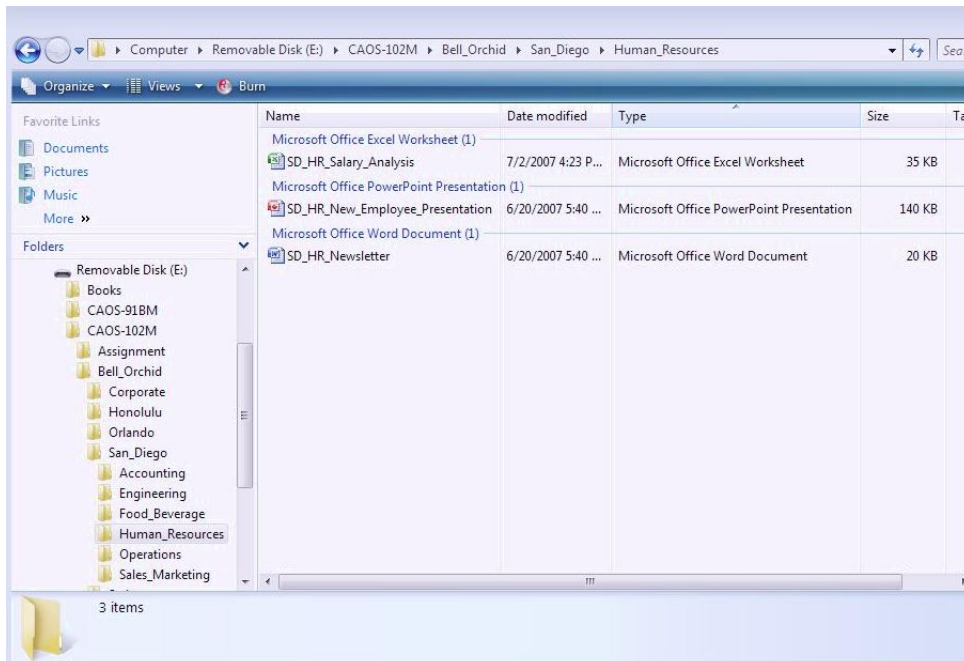 Computer ▸ Removable Disk (E:) ▸ CAOS-102M ▸ Bell_Orchid ▸ San_Diego ▸ Human_Resources Sea
Organize Views Burn
Favorite Links
Documents
Pictures
Music
More »
Folders
Removable Disk (E:)
Books
CAOS-91BM
CAOS-102M
Assignment
Bell_Orchid
Corporate
Honolulu
Orlando
San_Diego
Accounting
Engineering
Food_Beverage
Human_Resources
Operations
Sales_Marketing
Name Date modified Type Size Ta
Microsoft Office Excel Worksheet (1)
SD_HR_Salary_Analysis 7/2/2007 4:23 P... Microsoft Office Excel Worksheet 35 KB
Microsoft Office PowerPoint Presentation (1)
SD_HR_New_Employee_Presentation 6/20/2007 5:40 ... Microsoft Office PowerPoint Presentation 140 KB
Microsoft Office Word Document (1)
SD_HR_Newsletter 6/20/2007 5:40 ... Microsoft Office Word Document 20 KB
3 items